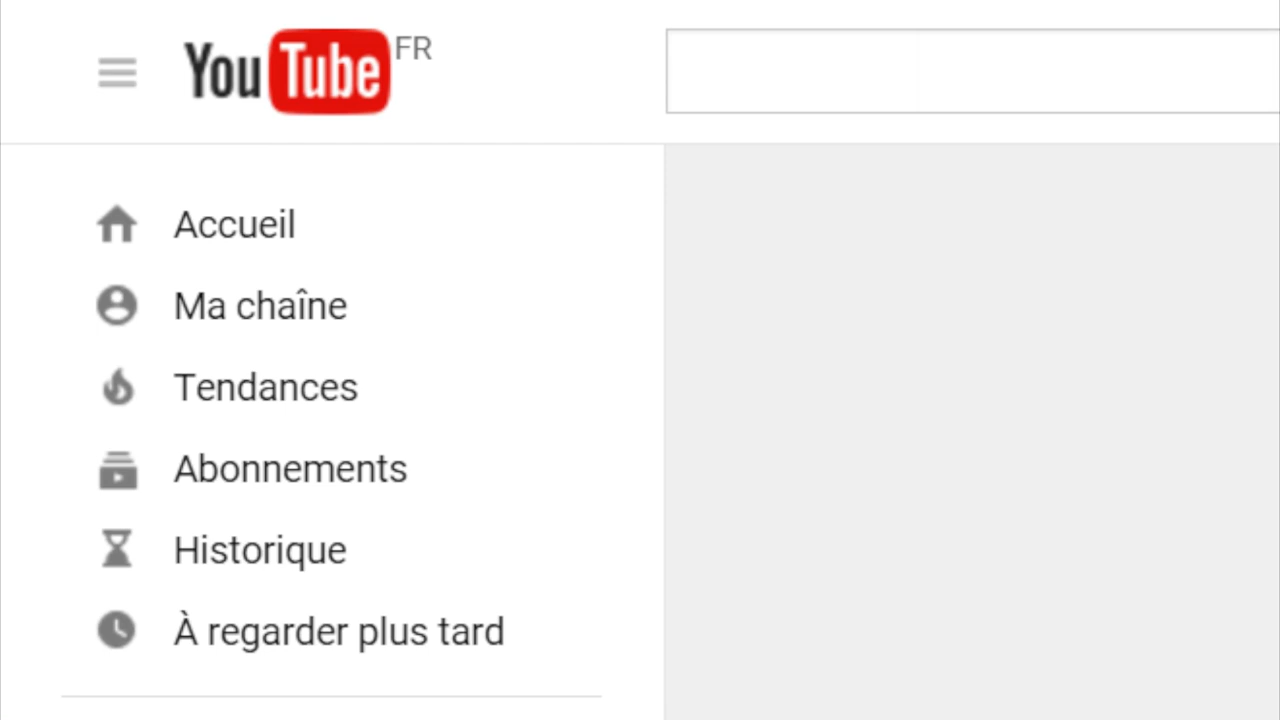 YouTube FR
Accueil
Ma chaîne
Tendances
Abonnements
Historique
À regarder plus tard